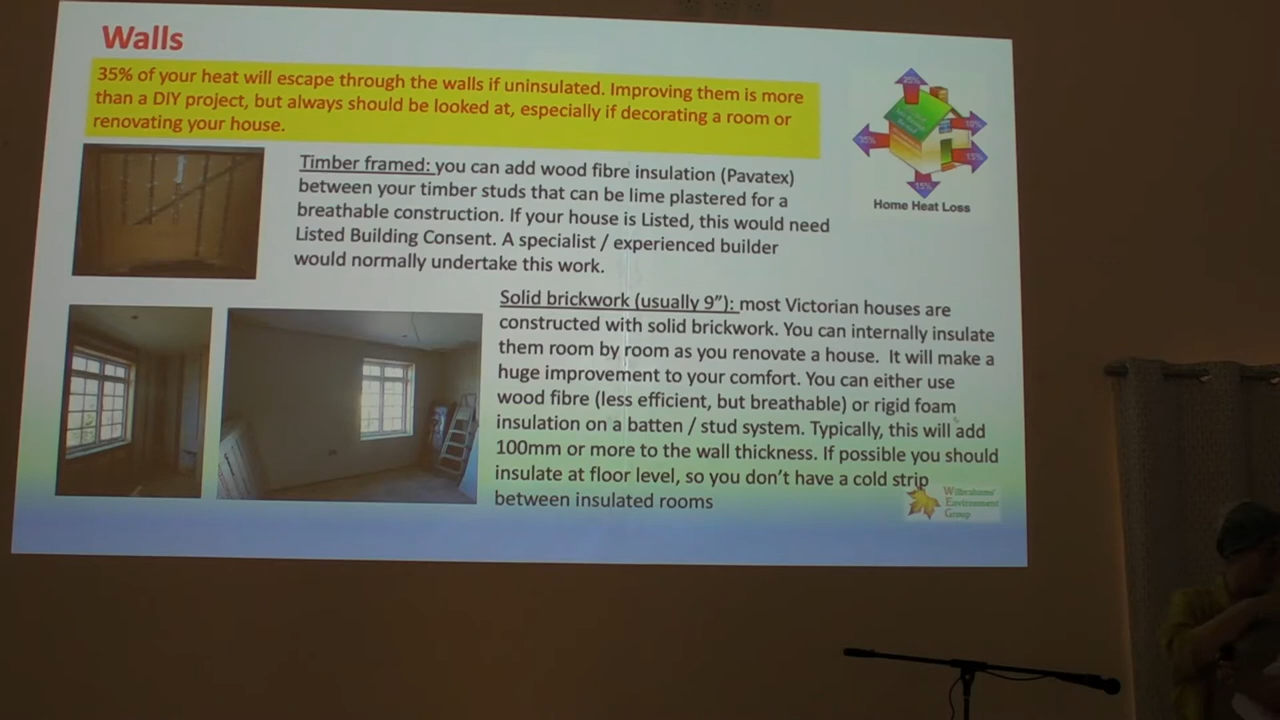 Walls
35% of your heat will escape through the walls if uninsulated. Improving them is more
than a DIY project, but always should be looked at, especially if decorating a room or
renovating your house.
25%
10%
35%
15%
15%
Home Heat Loss
Timber framed: you can add wood fibre insulation (Pavatex)
between your timber studs that can be lime plastered for a
breathable construction. If your house is Listed, this would need
Listed Building Consent. A specialist / experienced builder
would normally undertake this work.
Solid brickwork (usually 9”): most Victorian houses are
constructed with solid brickwork. You can internally insulate
them room by room as you renovate a house. It will make a
huge improvement to your comfort. You can either use
wood fibre (less efficient, but breathable) or rigid foam
insulation on a batten / stud system. Typically, this will add
100mm or more to the wall thickness. If possible you should
insulate at floor level, so you don’t have a cold strip
between insulated rooms
Wilbrahams'
Environment
Group